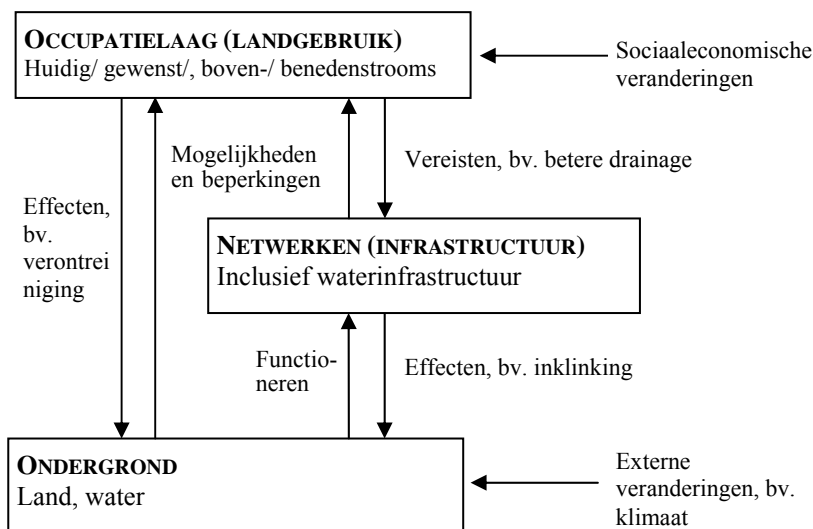 OCCUPATIELAAG (LANDGEBRUIK)
Huidig/ gewenst/, boven-/ benedenstrooms
Sociaaleconomische
veranderingen
Mogelijkheden
en beperkingen
Vereisten, bv. betere drainage
Effecten,
bv.
verontrei
niging
NETWERKEN (INFRASTRUCTUUR)
Inclusief waterinfrastructuur
Functio-
neren
Effecten, bv. inklinking
ONDERGROND
Land, water
Externe
veranderingen, bv.
klimaat